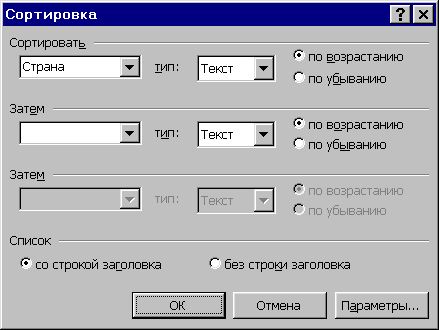 Сортировка
Сортировать
Страна тип: Текст по возрастанию
по убыванию
Затем
тип: Текст по возрастанию
по убыванию
Затем
тип: Текст по возрастанию
по убыванию
Список
со строкой заголовка без строки заголовка
ОК Отмена Параметры...